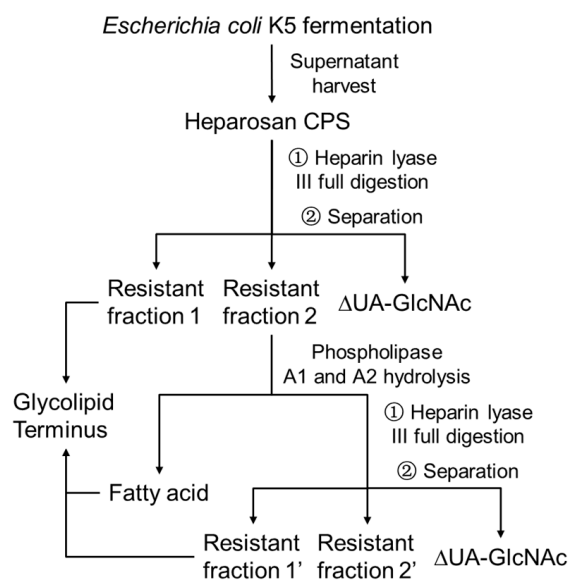 Escherichia coli K5 fermentation
Supernatant
harvest
Heparosan CPS
① Heparin lyase
III full digestion
② Separation
Resistant
fraction 1
Resistant
fraction 2
ΔUA-GlcNAc
Phospholipase
A1 and A2 hydrolysis
Glycolipid
Terminus
① Heparin lyase
III full digestion
② Separation
Fatty acid
Resistant
fraction 1’
Resistant
fraction 2’
ΔUA-GlcNAc